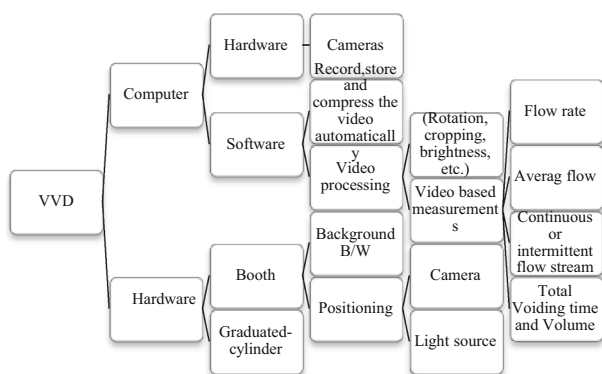 VVD
Computer
Hardware
Cameras
Software
Record,store
and
compress the
video
automaticall
y
Video
processing
(Rotation,
cropping,
brightness,
etc.)
Video based
measurement
s
Flow rate
Averag flow
Continuous
or
intermittent
flow stream
Total
Voiding time
and Volume
Hardware
Booth
Background
B/W
Positioning
Camera
Light source
Graduated-
cylinder